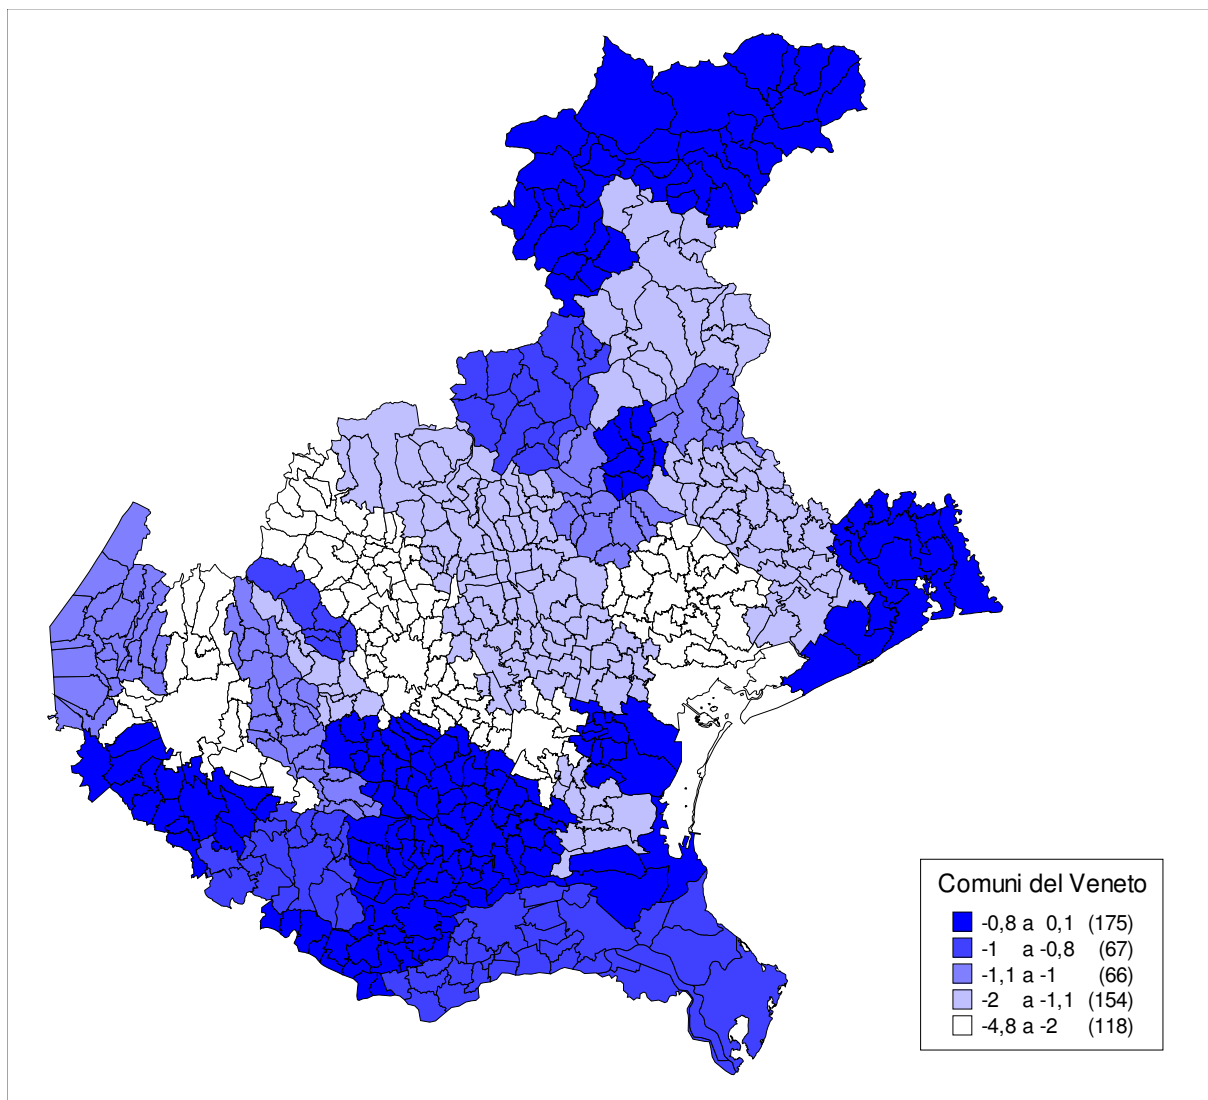 Comuni del Veneto
-0,8 a 0,1 (175)
-1 a -0,8 (67)
-1,1 a -1 (66)
-2 a -1,1 (154)
-4,8 a -2 (118)